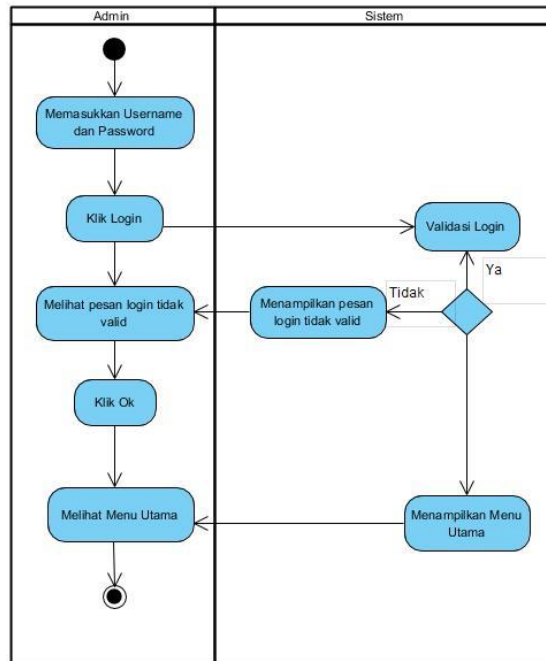 Admin
Sistem
Memasukkan Username
dan Password
Klik Login
Validasi Login
Ya
Tidak
Melihat pesan login tidak
valid
Menampilkan pesan
login tidak valid
Klik Ok
Melihat Menu Utama
Menampilkan Menu
Utama